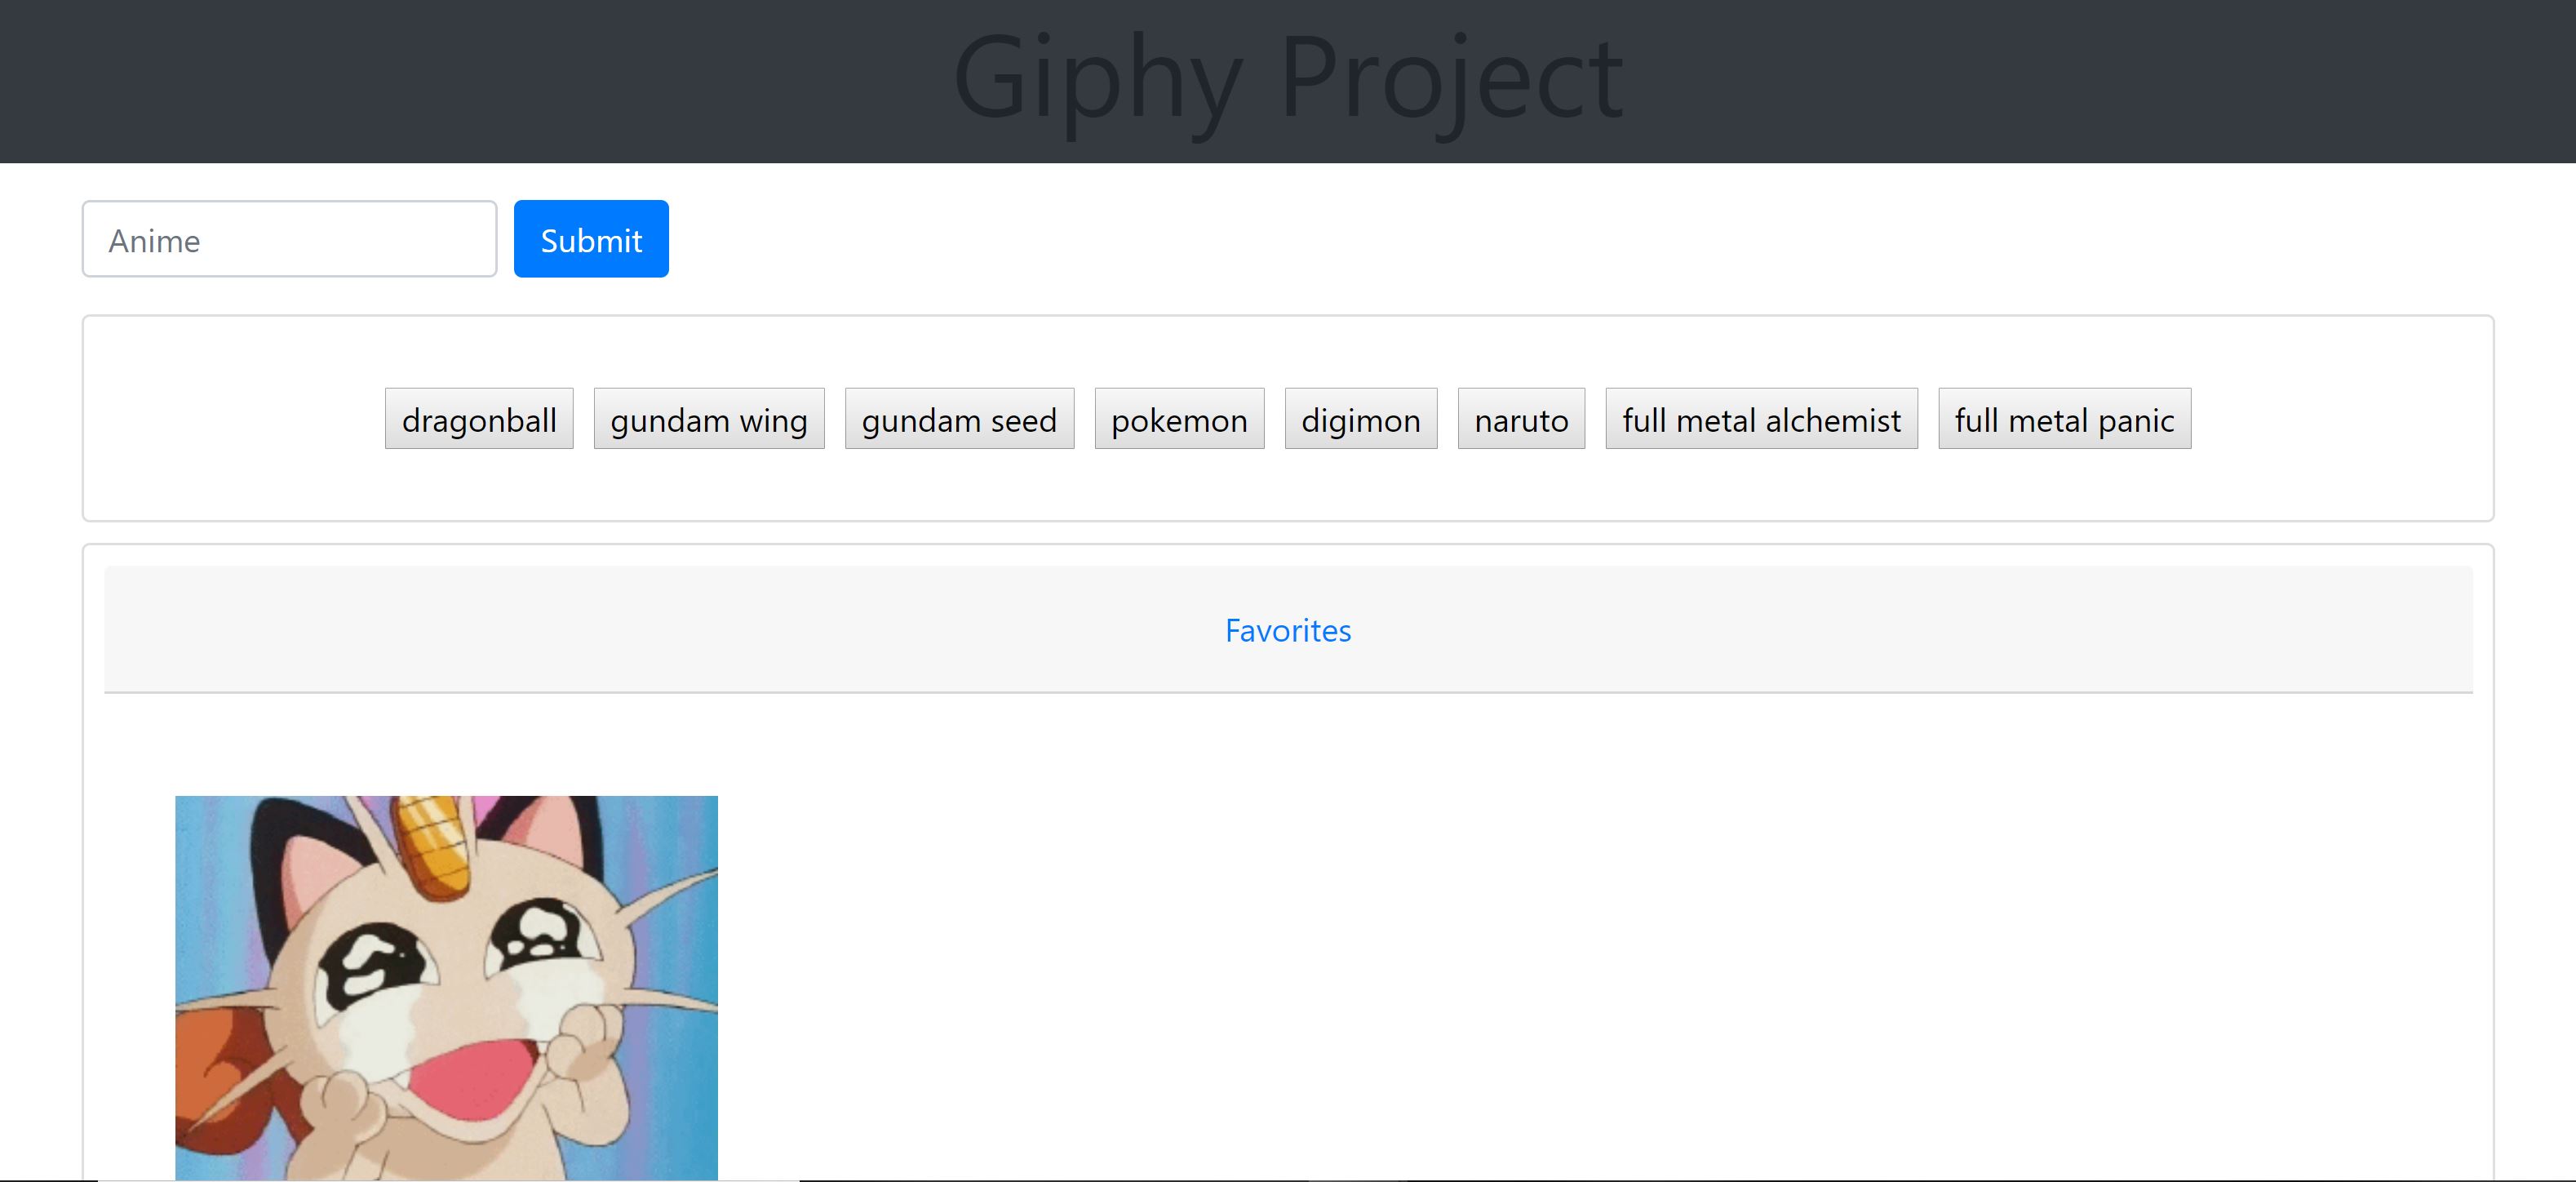 Giphy Project
Anime Submit
dragonball gundam wing gundam seed pokemon digimon naruto full metal alchemist full metal panic
Favorites